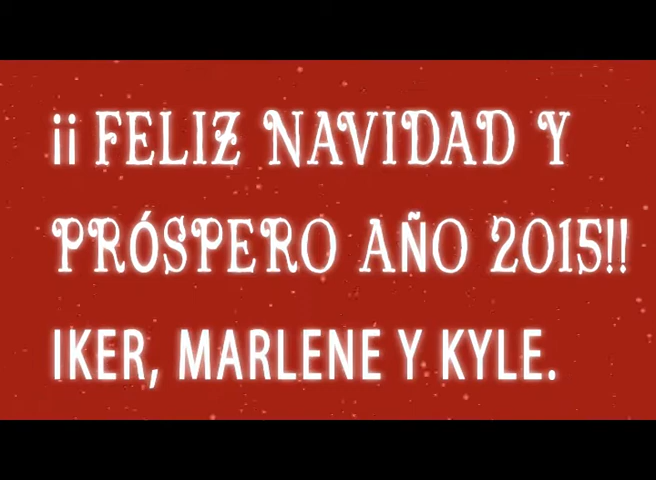 ¡¡ FELIZ NAVIDAD Y
PRÓSPERO AÑO 2015!!
IKER, MARLENE Y KYLE.